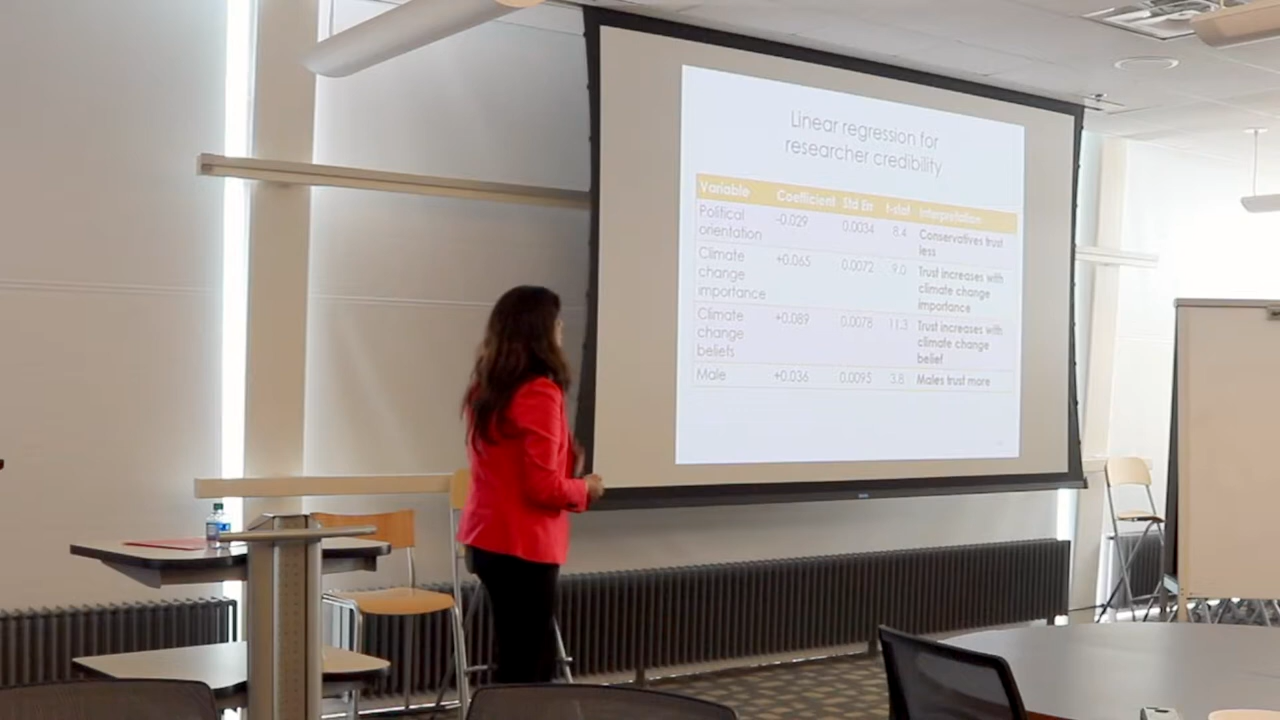 Linear regression for
researcher credibility
Variable Coefficient Std Err t-stat Interpretation
Political orientation -0.029 0.0034 8.4 Conservatives trust less
Climate change importance +0.065 0.0072 9.0 Trust increases with climate change importance
Climate change beliefs +0.089 0.0078 11.3 Trust increases with climate change belief
Male +0.036 0.0095 3.8 Males trust more